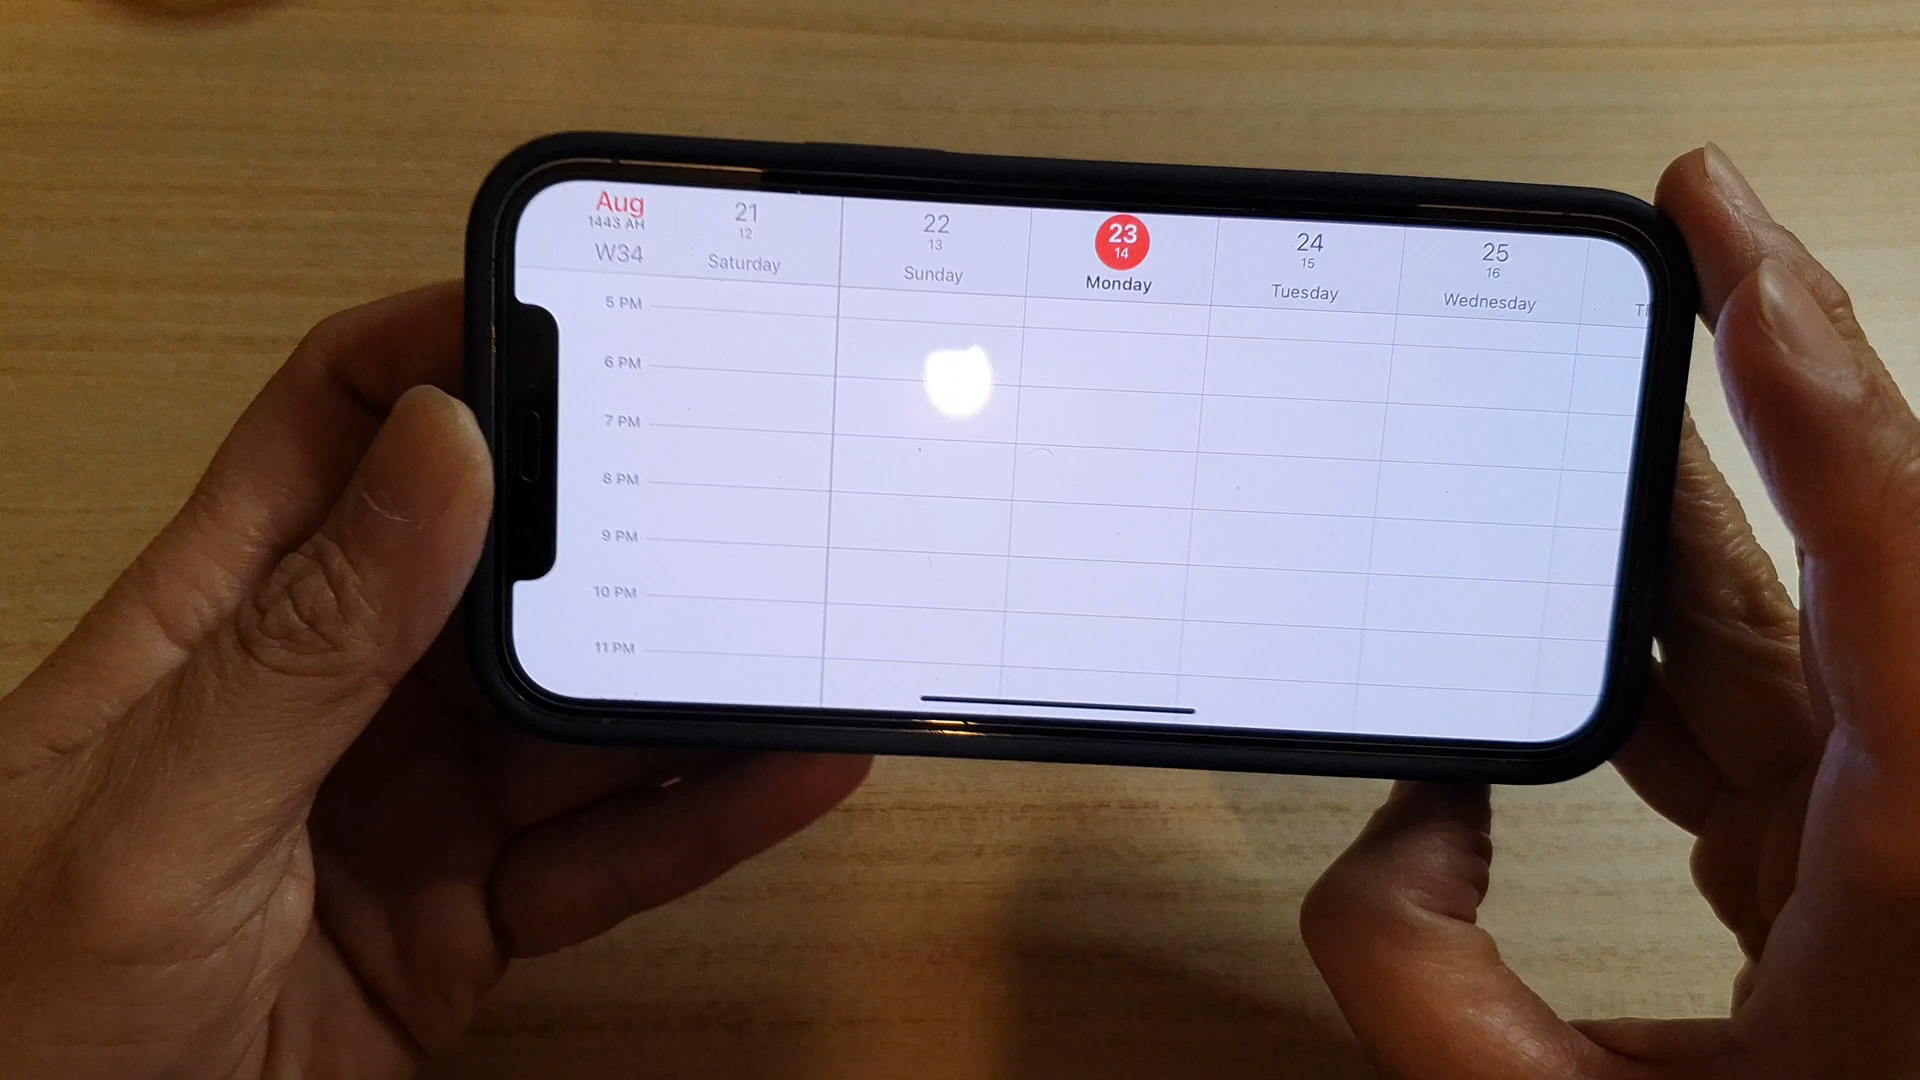 Aug
1443 AH
W34
21
12
Saturday
22
13
Sunday
23
14
Monday
24
15
Tuesday
25
16
Wednesday
5 PM
6 PM
7 PM
8 PM
9 PM
10 PM
11 PM